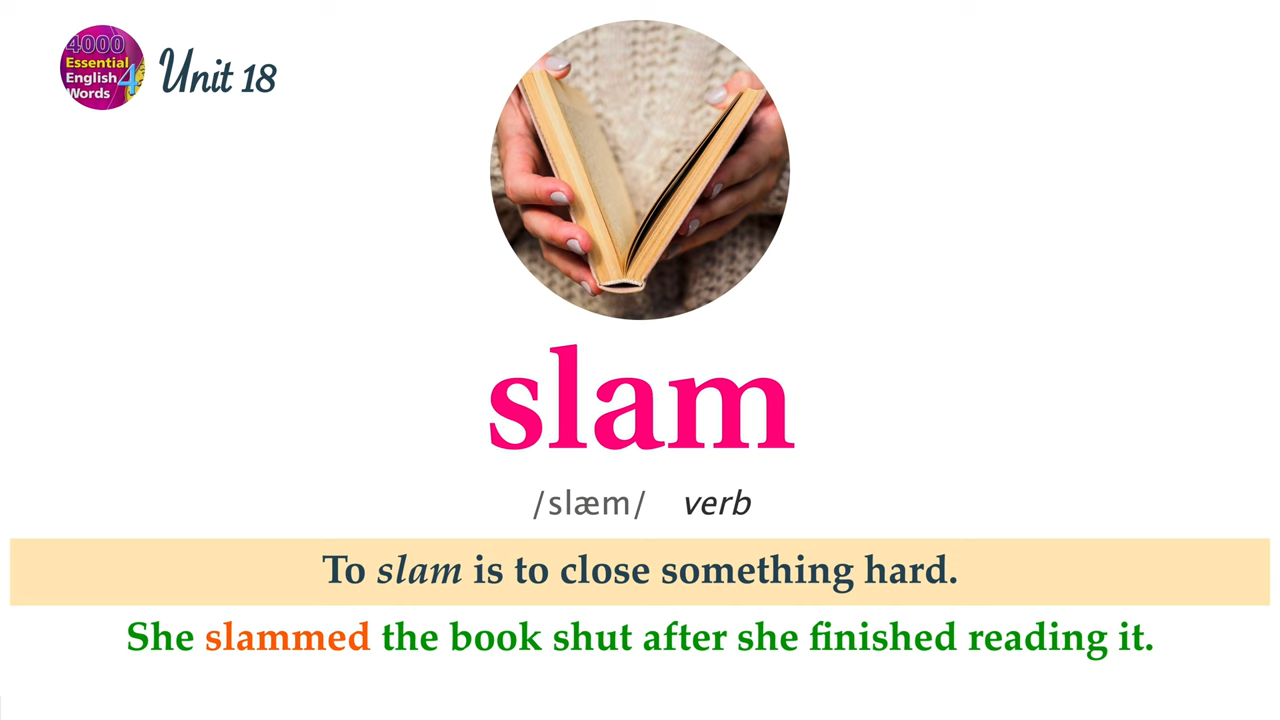 4000
Essential
English
Words 4
Unit 18
slam
/slæm/ verb
To slam is to close something hard.
She slammed the book shut after she finished reading it.